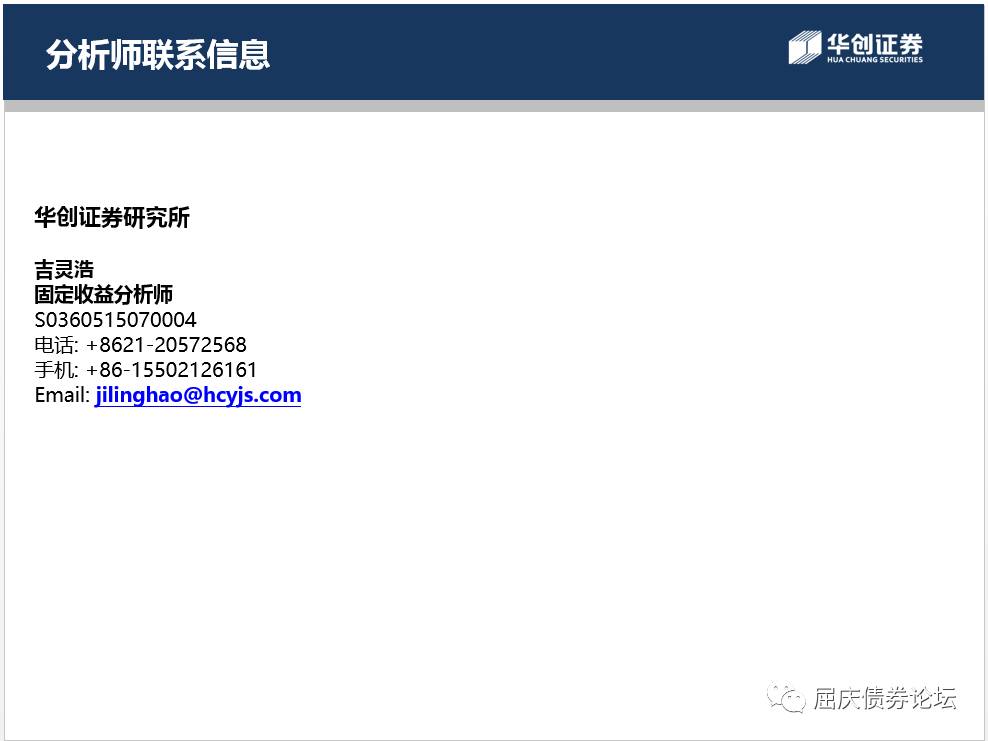 分析师联系信息
华创证券
HUA CHUANG SECURITIES
华创证券研究所
吉灵浩
固定收益分析师
S0360515070004
电话: +8621-20572568
手机: +86-15502126161
Email: jilinghao@hcyjs.com
屈庆债券论坛